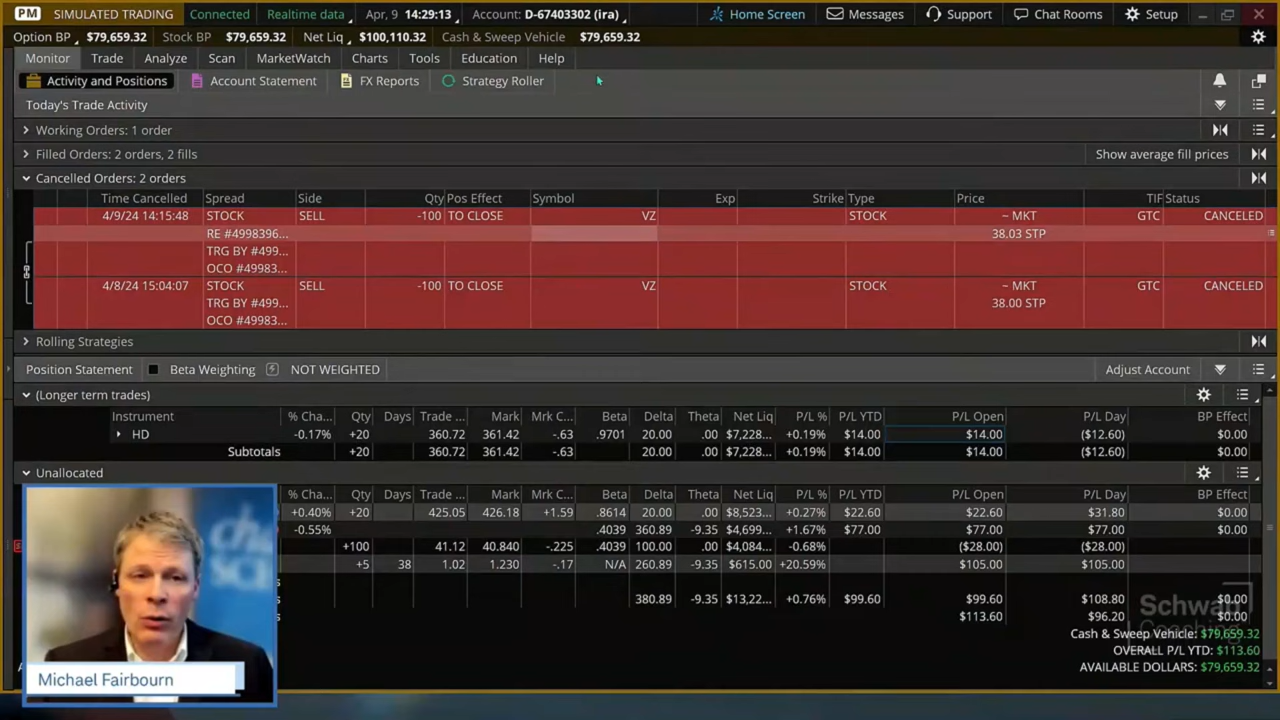 PM SIMULATED TRADING Connected Realtime data Apr, 9 14:29:13 Account: D-67403302 (ira) Home Screen Messages Support Chat Rooms Setup
Option BP $79,659.32 Stock BP $79,659.32 Net Liq $100,110.32 Cash & Sweep Vehicle $79,659.32
Monitor Trade Analyze Scan MarketWatch Charts Tools Education Help
Activity and Positions Account Statement FX Reports Strategy Roller
Today's Trade Activity
Working Orders: 1 order
Filled Orders: 2 orders, 2 fills Show average fill prices
Cancelled Orders: 2 orders
Time Cancelled Spread Side Qty Pos Effect Symbol Exp Strike Type Price TIF Status
4/9/24 14:15:48 STOCK SELL -100 TO CLOSE VZ STOCK ~ MKT GTC CANCELED
RE #4998396... 38.03 STP
TRG BY #499...
OCO #49983...
4/8/24 15:04:07 STOCK SELL -100 TO CLOSE VZ STOCK ~ MKT GTC CANCELED
TRG BY #499... 38.00 STP
OCO #49983...
Rolling Strategies
Position Statement Beta Weighting NOT WEIGHTED Adjust Account
(Longer term trades)
Instrument % Cha... Qty Days Trade ... Mark Mrk C... Beta Delta Theta Net Liq P/L % P/L YTD P/L Open P/L Day BP Effect
HD -0.17% +20 360.72 361.42 -.63 .9701 20.00 .00 $7,228... +0.19% $14.00 $14.00 ($12.60) $0.00
Subtotals +20 360.72 361.42 -.63 20.00 .00 $7,228... +0.19% $14.00 $14.00 ($12.60) $0.00
Unallocated
% Cha... Qty Days Trade ... Mark Mrk C... Beta Delta Theta Net Liq P/L % P/L YTD P/L Open P/L Day BP Effect
+0.40% +20 425.05 426.18 +1.59 .8614 20.00 .00 $8,523... +0.27% $22.60 $22.60 $31.80 $0.00
-0.55% .4039 360.89 -9.35 $4,699... +1.67% $77.00 $77.00 $77.00 $0.00
+100 41.12 40.840 -.225 .4039 100.00 .00 $4,084... -0.68% ($28.00) ($28.00)
+5 38 1.02 1.230 -.17 N/A 260.89 -9.35 $615.00 +20.59% $105.00 $105.00
380.89 -9.35 $13,22... +0.76% $99.60 $99.60 $108.80 $0.00
$113.60 $96.20 $0.00
Schwab
Coaching
Cash & Sweep Vehicle: $79,659.32
OVERALL P/L YTD: $113.60
AVAILABLE DOLLARS: $79,659.32
Michael Fairbourn